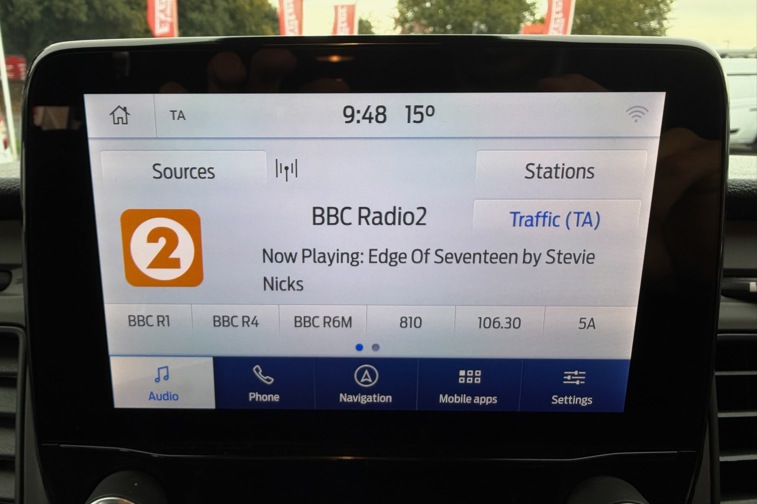 TA
9:48 15º
Sources
Stations
BBC Radio2
Traffic (TA)
2
Now Playing: Edge Of Seventeen by Stevie
Nicks
BBC R1 BBC R4 BBC R6M 810 106.30 5A
Audio Phone Navigation Mobile apps Settings